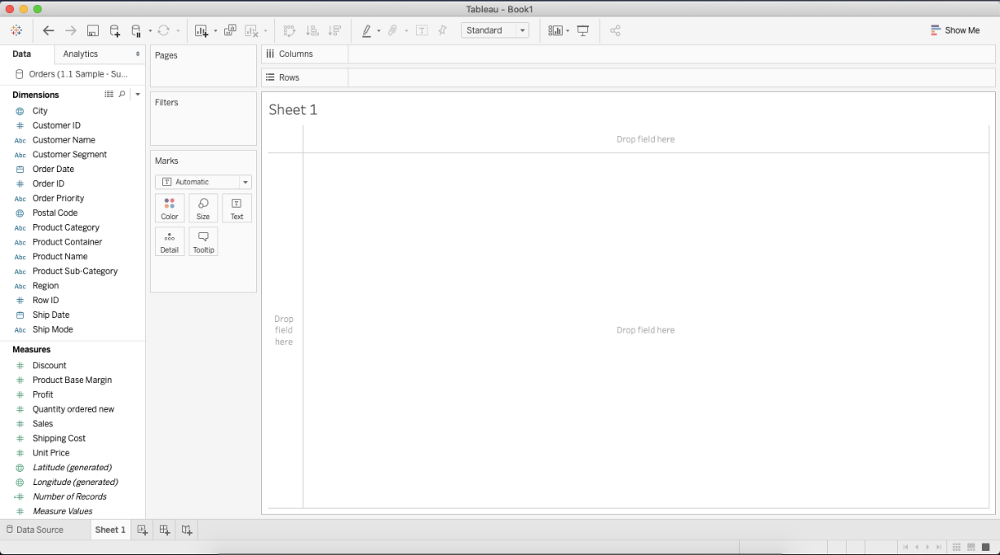 Tableau - Book1
Standard
Show Me
Data
Analytics
Orders (1.1 Sample - Su...
Dimensions
City
# Customer ID
Abc Customer Name
Abc Customer Segment
Order Date
# Order ID
Abc Order Priority
Postal Code
Abc Product Category
Abc Product Container
Abc Product Name
Abc Product Sub-Category
Abc Region
# Row ID
Ship Date
Abc Ship Mode
Measures
# Discount
# Product Base Margin
# Profit
# Quantity ordered new
# Sales
# Shipping Cost
# Unit Price
Latitude (generated)
Longitude (generated)
=# Number of Records
# Measure Values
Pages
Filters
Marks
T Automatic
Color
Size
Text
Detail
Tooltip
Columns
Rows
Sheet 1
Drop field here
Drop
field
here
Drop field here
Data Source
Sheet 1